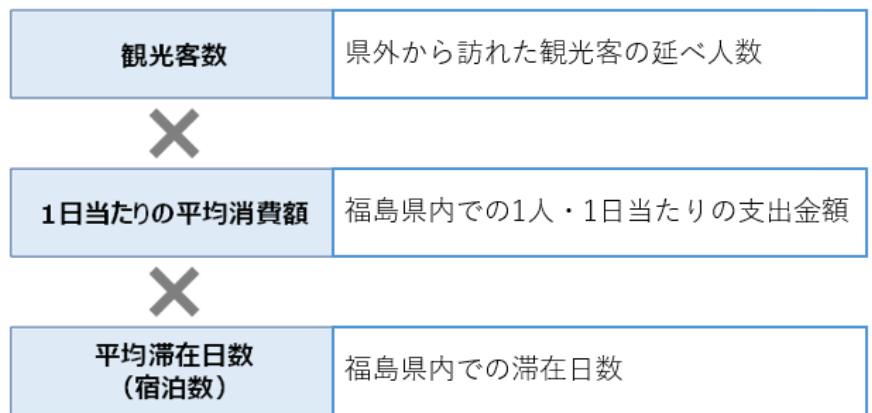 観光客数
県外から訪れた観光客の延べ人数
1日当たりの平均消費額
福島県内での1人・1日当たりの支出金額
平均滞在日数
（宿泊数）
福島県内での滞在日数